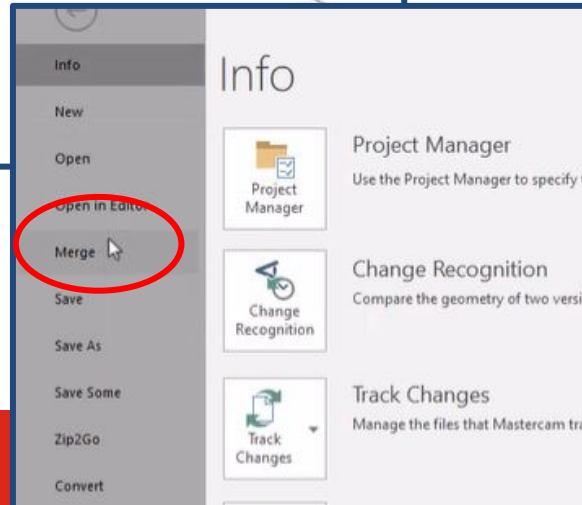 Info
New
Open
Open in Editor
Merge
Save
Save As
Save Some
Zip2Go
Convert
Info
Project
Manager
Project Manager
Use the Project Manager to specify
Change
Recognition
Change Recognition
Compare the geometry of two
Track
Changes
Track Changes
Manage the files that Mastercam